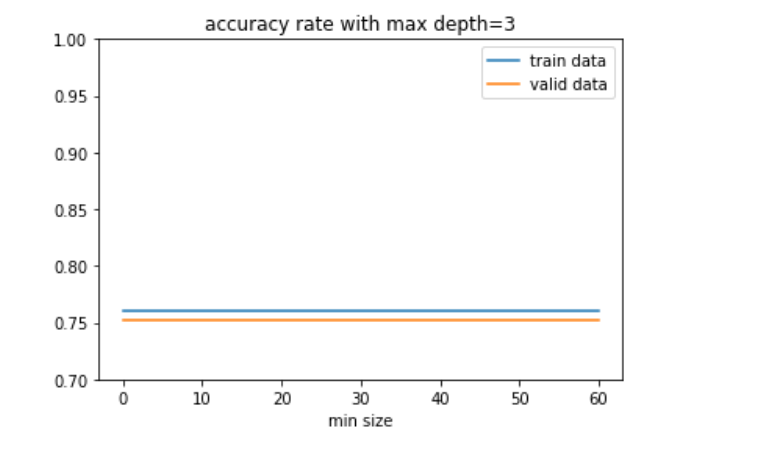 accuracy rate with max depth=3
1.00
0.95
0.90
0.85
0.80
0.75
0.70
train data
valid data
0 10 20 30 40 50 60
min size